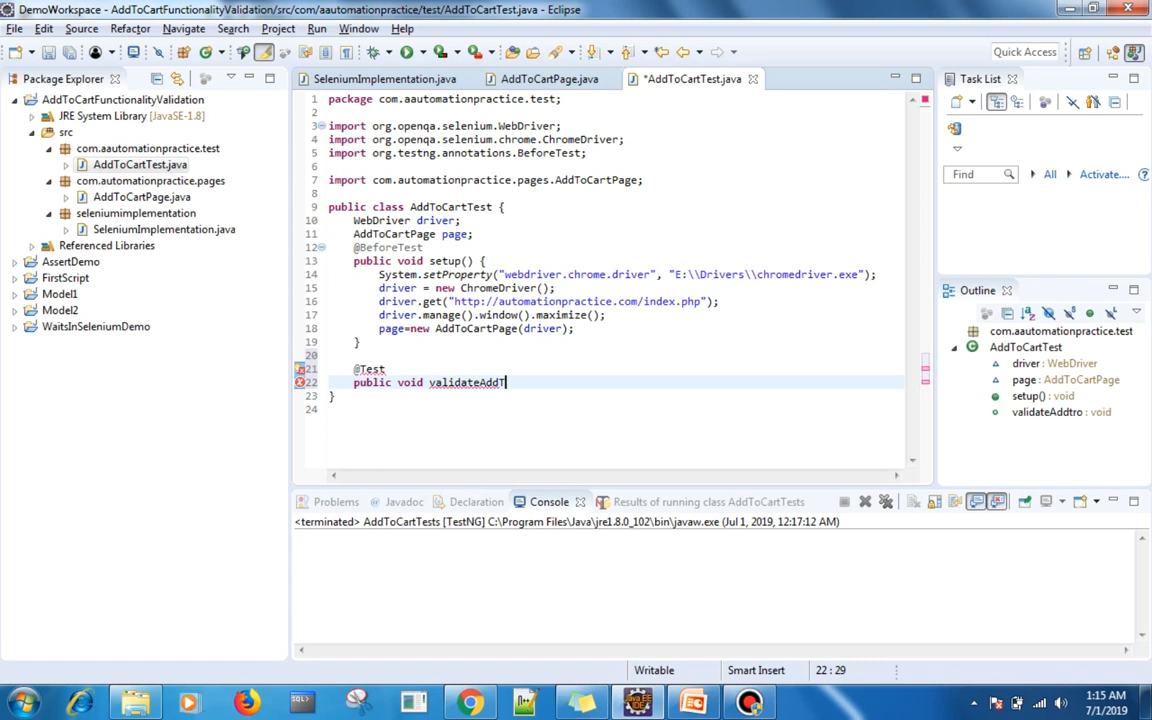 DemoWorkspace - AddToCartFunctionalityValidation/src/com/aautomationpractice/test/AddToCartTest.java - Eclipse
File Edit Source Refactor Navigate Search Project Run Window Help
Quick Access
Package Explorer
AddToCartFunctionalityValidation
JRE System Library [JavaSE-1.8]
src
com.aautomationpractice.test
AddToCartTest.java
com.automationpractice.pages
AddToCartPage.java
seleniumimplementation
SeleniumImplementation.java
Referenced Libraries
AssertDemo
FirstScript
Model1
Model2
WaitsInSeleniumDemo
SeleniumImplementation.java AddToCartPage.java *AddToCartTest.java
1 package com.aautomationpractice.test;
2
3 import org.openqa.selenium.WebDriver;
4 import org.openqa.selenium.chrome.ChromeDriver;
5 import org.testng.annotations.BeforeTest;
6
7 import com.automationpractice.pages.AddToCartPage;
8
9 public class AddToCartTest {
10 WebDriver driver;
11 AddToCartPage page;
12 @BeforeTest
13 public void setup() {
14 System.setProperty("webdriver.chrome.driver", "E:\\Drivers\\chromedriver.exe");
15 driver = new ChromeDriver();
16 driver.get("http://automationpractice.com/index.php");
17 driver.manage().window().maximize();
18 page=new AddToCartPage(driver);
19 }
20
21 @Test
22 public void validateAddT
23 }
24
Task List
Find All Activate....
Outline
com.aautomationpractice.test
AddToCartTest
driver : WebDriver
page : AddToCartPage
setup() : void
validateAddtro : void
Problems Javadoc Declaration Console Results of running class AddToCartTests
<terminated> AddToCartTests [TestNG] C:\Program Files\Java\jre1.8.0_102\bin\javaw.exe (Jul 1, 2019, 12:17:12 AM)
Writable Smart Insert 22 : 29
1:15 AM
7/1/2019